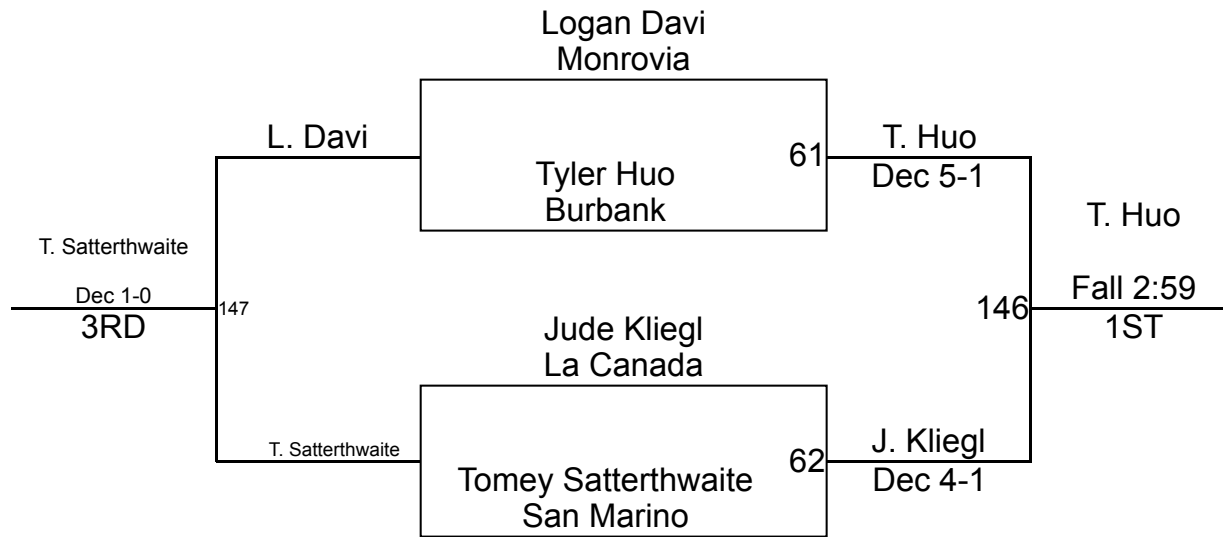 Logan Davi
Monrovia
L. Davi
61
T. Huo
Dec 5-1
Tyler Huo
Burbank
T. Huo
T. Satterthwaite
Dec 1-0
3RD
147
146
Fall 2:59
1ST
Jude Kliegl
La Canada
T. Satterthwaite
62
J. Kliegl
Dec 4-1
Tomey Satterthwaite
San Marino